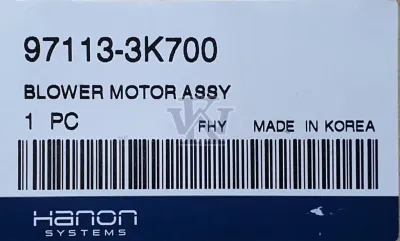 97113-3K700
BLOWER MOTOR ASSY
1 PC FHY MADE IN KOREA
Hanon
SYSTEMS